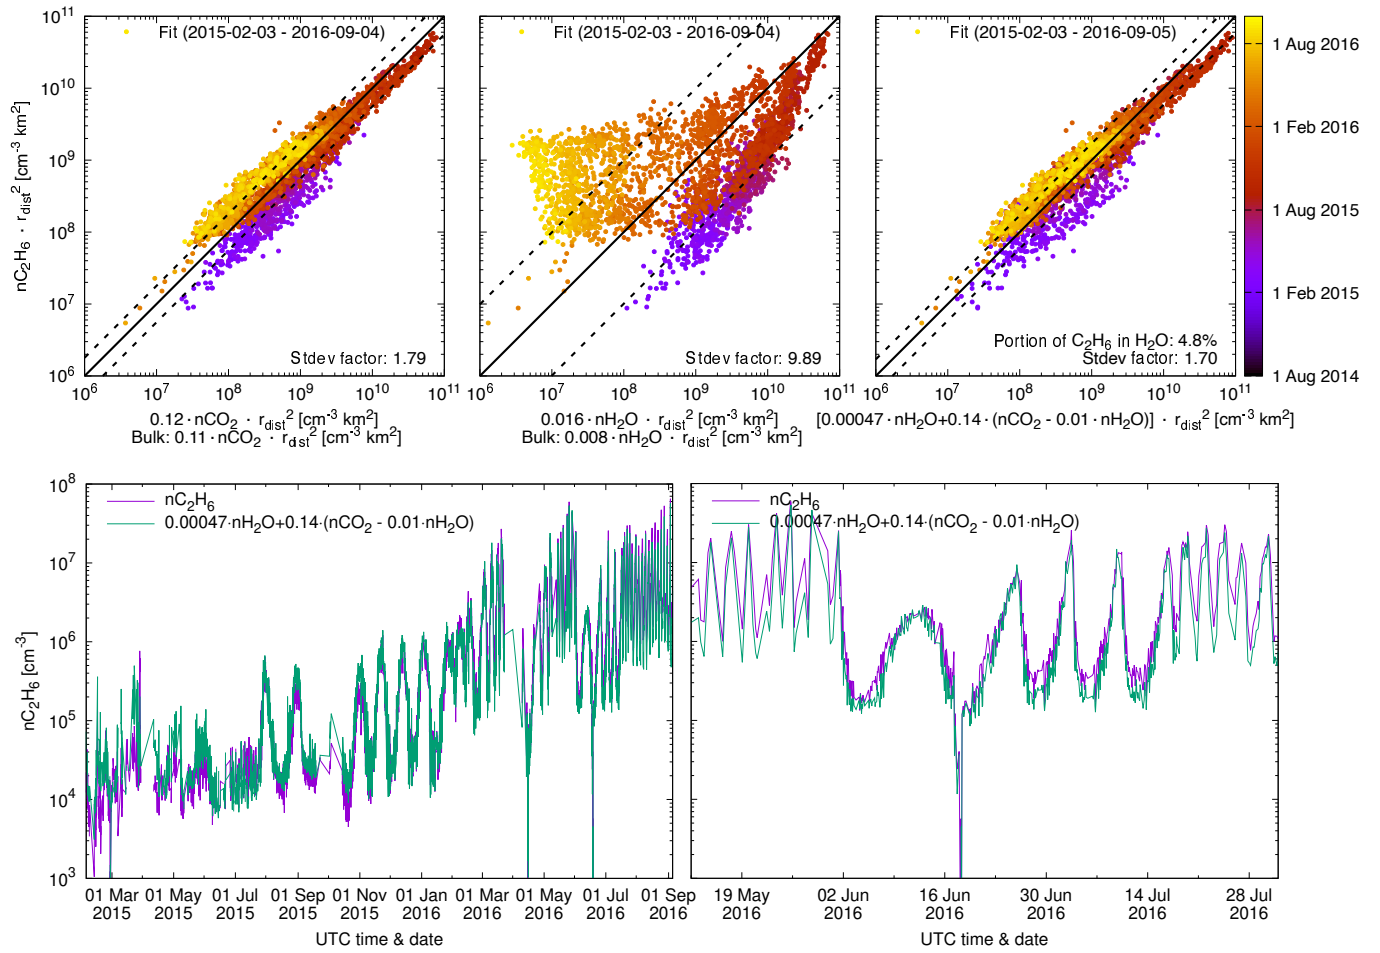 10^11
10^10
10^9
10^8
10^7
10^6
nC2H6 · rdist^2 [cm^-3 km^2]
Fit (2015-02-03 - 2016-09-04)
Stdev factor: 1.79
10^6 10^7 10^8 10^9 10^10 10^11
0.12 · nCO2 · rdist^2 [cm^-3 km^2]
Bulk: 0.11 · nCO2 · rdist^2 [cm^-3 km^2]
Fit (2015-02-03 - 2016-09-04)
Stdev factor: 9.89
10^6 10^7 10^8 10^9 10^10 10^11
0.016 · nH2O · rdist^2 [cm^-3 km^2]
Bulk: 0.008 · nH2O · rdist^2 [cm^-3 km^2]
Fit (2015-02-03 - 2016-09-05)
Portion of C2H6 in H2O: 4.8%
Stdev factor: 1.70
10^6 10^7 10^8 10^9 10^10 10^11
[0.00047 · nH2O+0.14 · (nCO2 - 0.01 · nH2O)] · rdist^2 [cm^-3 km^2]
1 Aug 2016
1 Feb 2016
1 Aug 2015
1 Feb 2015
1 Aug 2014
10^8
10^7
10^6
10^5
10^4
10^3
nC2H6 [cm^-3]
nC2H6
0.00047·nH2O+0.14·(nCO2 - 0.01·nH2O)
01 Mar 01 May 01 Jul 01 Sep 01 Nov 01 Jan 01 Mar 01 May 01 Jul 01 Sep
2015 2015 2015 2015 2015 2016 2016 2016 2016 2016
UTC time & date
nC2H6
0.00047·nH2O+0.14·(nCO2 - 0.01·nH2O)
19 May 02 Jun 16 Jun 30 Jun 14 Jul 28 Jul
2016 2016 2016 2016 2016 2016
UTC time & date